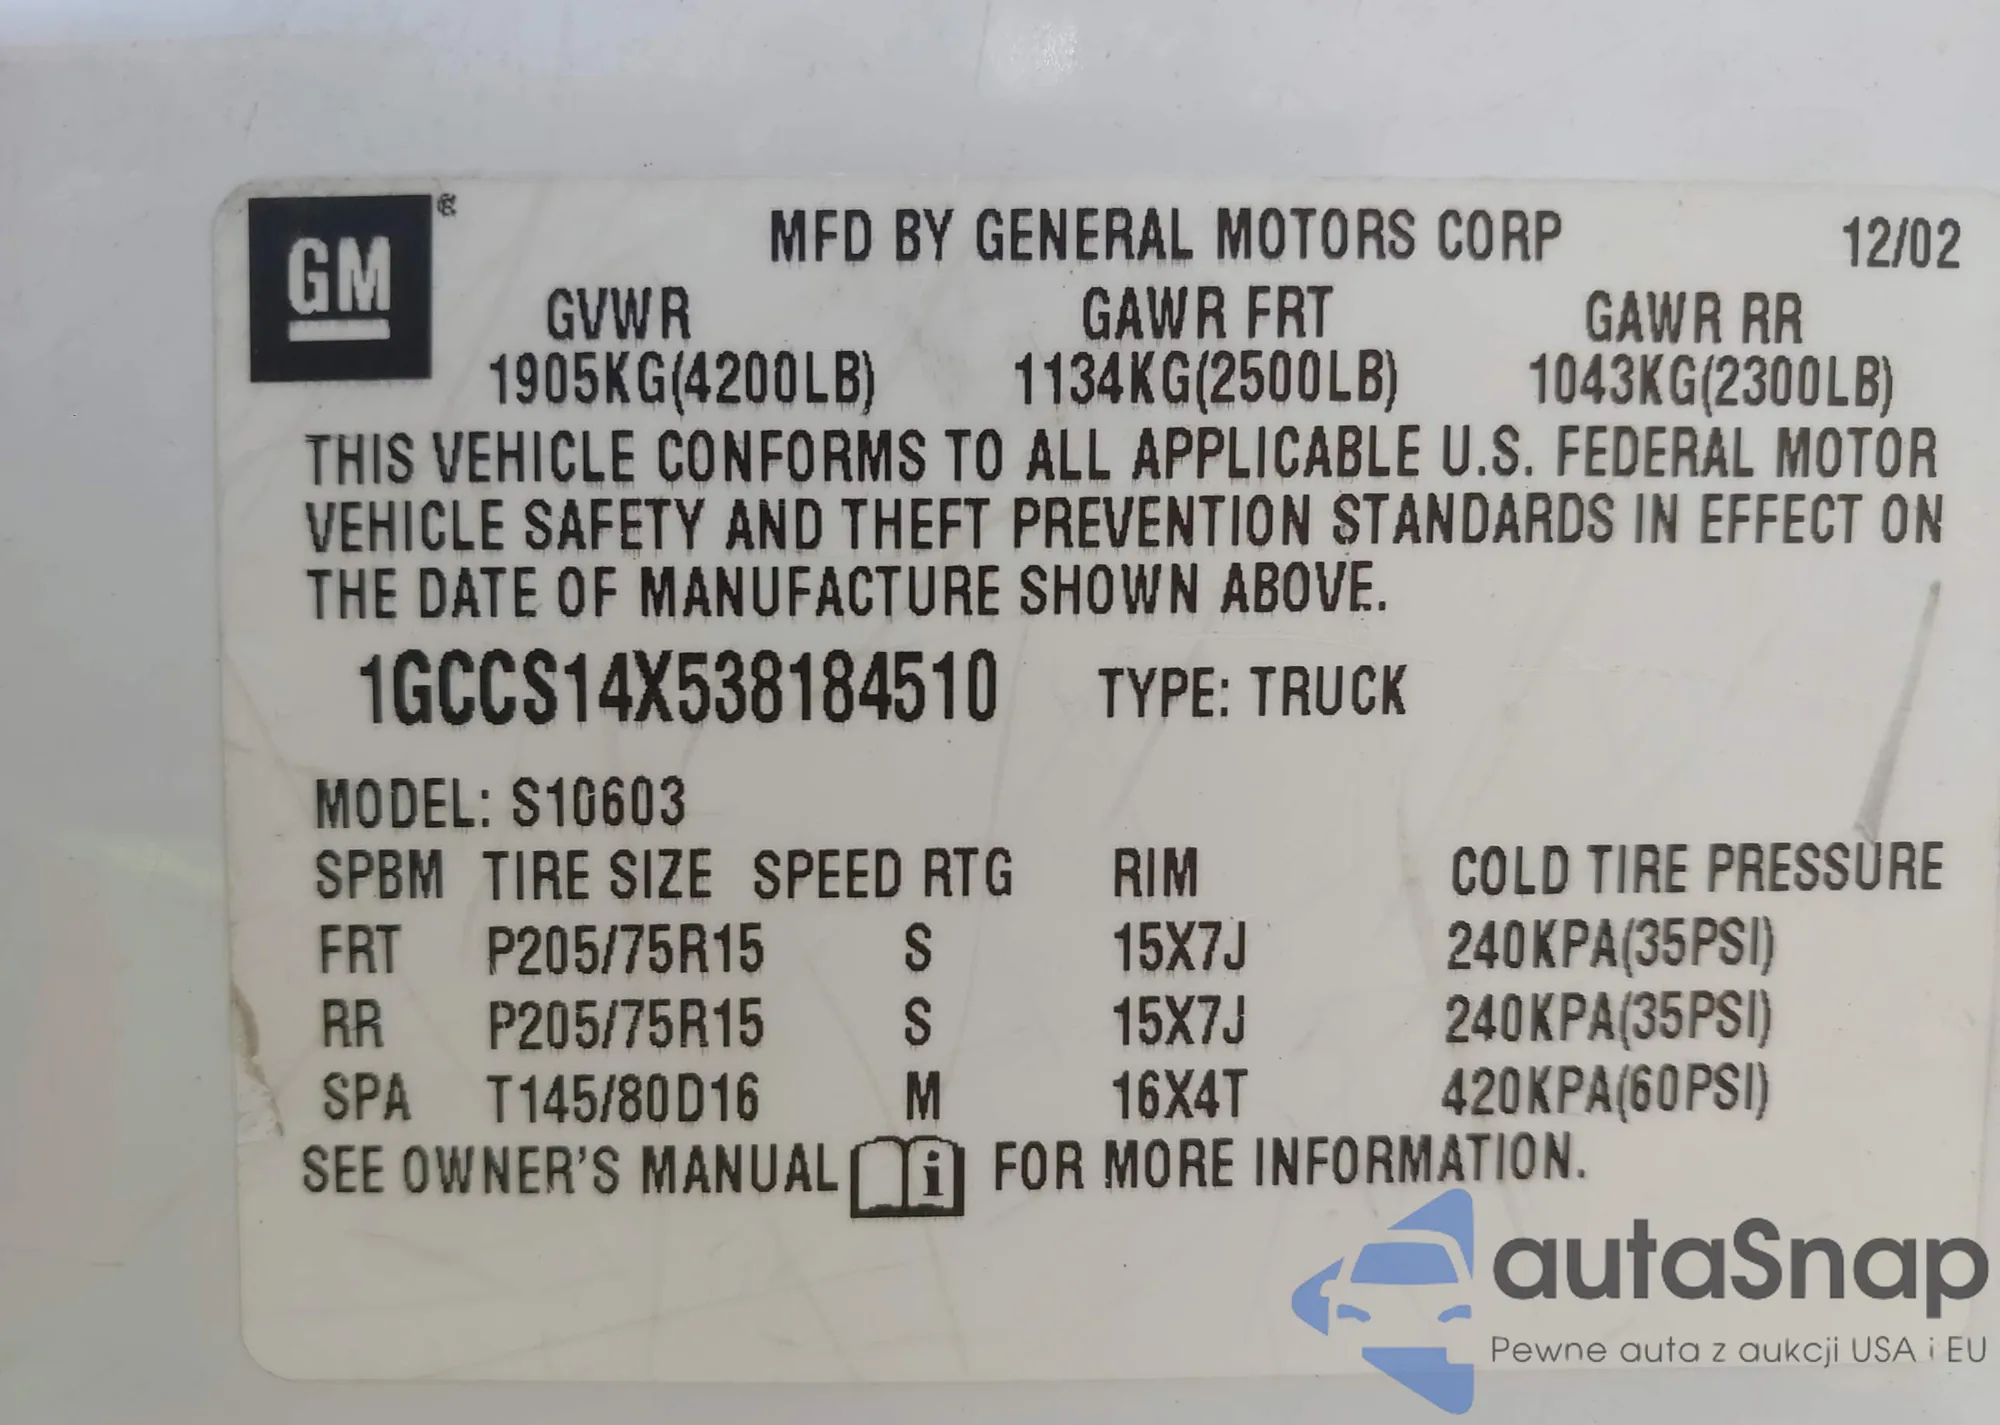 GM®
MFD BY GENERAL MOTORS CORP 12/02
GVWR GAWR FRT GAWR RR
1905KG(4200LB) 1134KG(2500LB) 1043KG(2300LB)
THIS VEHICLE CONFORMS TO ALL APPLICABLE U.S. FEDERAL MOTOR
VEHICLE SAFETY AND THEFT PREVENTION STANDARDS IN EFFECT ON
THE DATE OF MANUFACTURE SHOWN ABOVE.
1GCCS14X538184510 TYPE: TRUCK
MODEL: S10603
SPBM TIRE SIZE SPEED RTG RIM COLD TIRE PRESSURE
FRT P205/75R15 S 15X7J 240KPA(35PSI)
RR P205/75R15 S 15X7J 240KPA(35PSI)
SPA T145/80D16 M 16X4T 420KPA(60PSI)
SEE OWNER'S MANUAL i FOR MORE INFORMATION.
autaSnap
Pewne auta z aukcji USA i EU